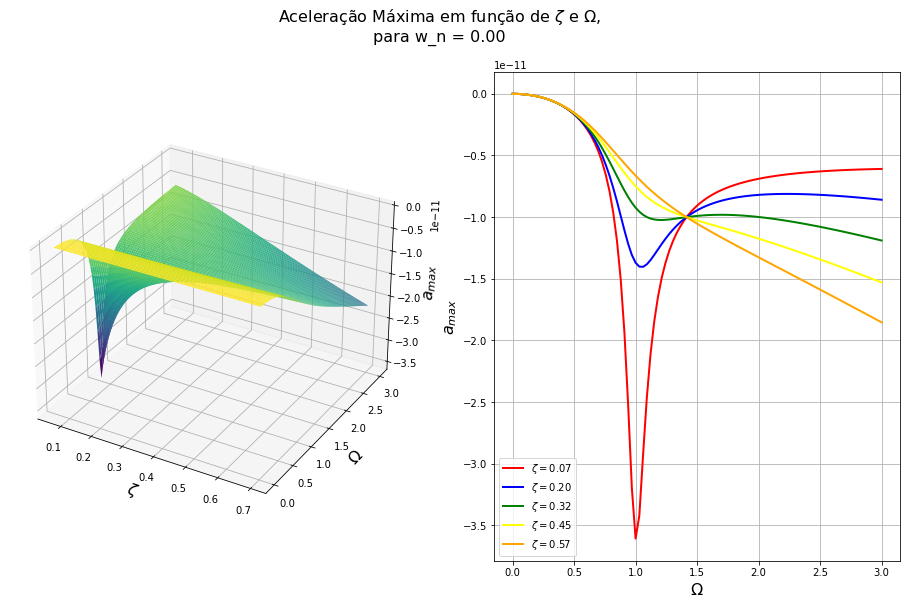 Aceleração Máxima em função de ζ e Ω,
para w_n = 0.00
1e−11
0.0
−0.5
−1.0
−1.5
−2.0
−2.5
−3.0
−3.5
a_{max}
0.1
0.2
0.3
0.4
0.5
0.6
0.7
ζ
0.0
0.5
1.0
1.5
2.0
2.5
3.0
Ω
1e−11
0.0
−0.5
−1.0
−1.5
−2.0
−2.5
−3.0
−3.5
a_{max}
ζ = 0.07
ζ = 0.20
ζ = 0.32
ζ = 0.45
ζ = 0.57
0.0
0.5
1.0
1.5
2.0
2.5
3.0
Ω